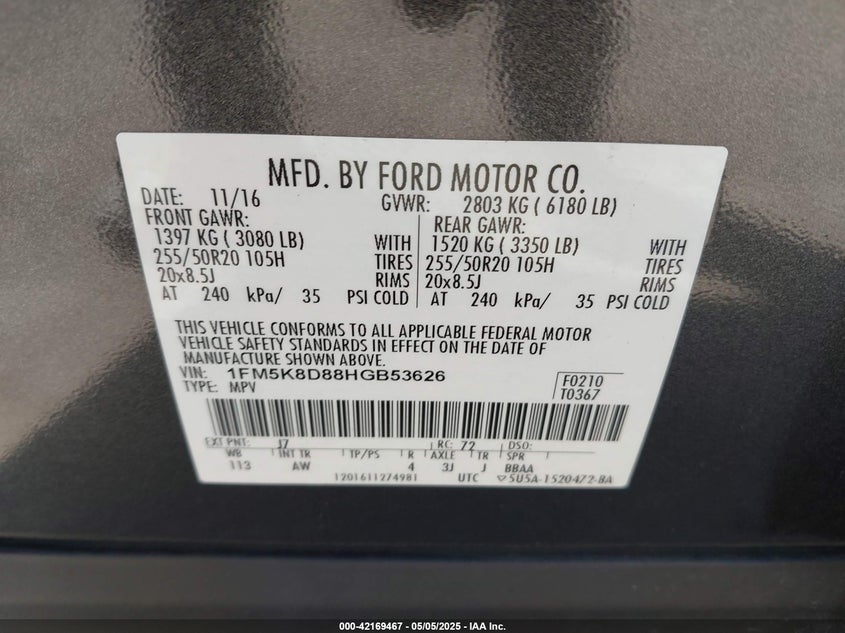 MFD. BY FORD MOTOR CO.
DATE: 11/16 GVWR: 2803 KG ( 6180 LB)
FRONT GAWR: REAR GAWR:
1397 KG ( 3080 LB) WITH 1520 KG ( 3350 LB) WITH
255/50R20 105H TIRES 255/50R20 105H TIRES
20x8.5J RIMS 20x8.5J RIMS
AT 240 kPa/ 35 PSI COLD AT 240 kPa/ 35 PSI COLD
THIS VEHICLE CONFORMS TO ALL APPLICABLE FEDERAL MOTOR
VEHICLE SAFETY STANDARDS IN EFFECT ON THE DATE OF
MANUFACTURE SHOWN ABOVE.
VIN: 1FM5K8D88HGB53626 F0210
TYPE: MPV T0367
EXT PNT: J7 RC: 72 DSO:
WB INT TR TP/PS R AXLE TR SPR
113 AW 4 3J J BBAA
1201611274981 UTC ▽5U5A-1520472-BA
000-42169467 - 05/05/2025 - IAA Inc.